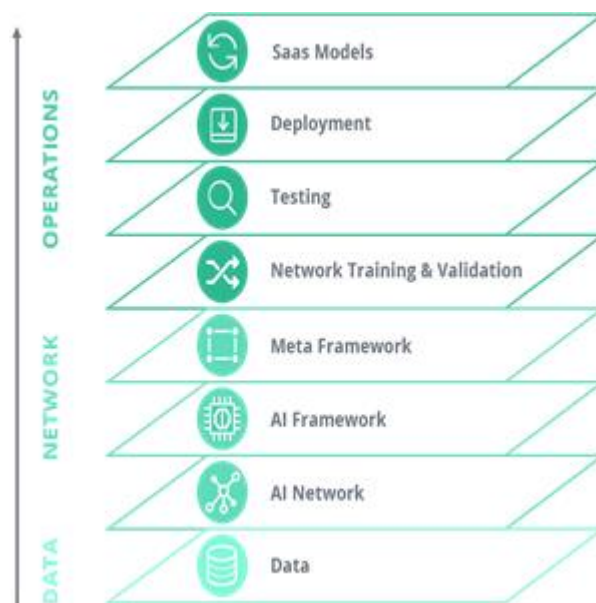 OPERATIONS
Saas Models
Deployment
Testing
Network Training & Validation
NETWORK
Meta Framework
AI Framework
AI Network
DATA
Data